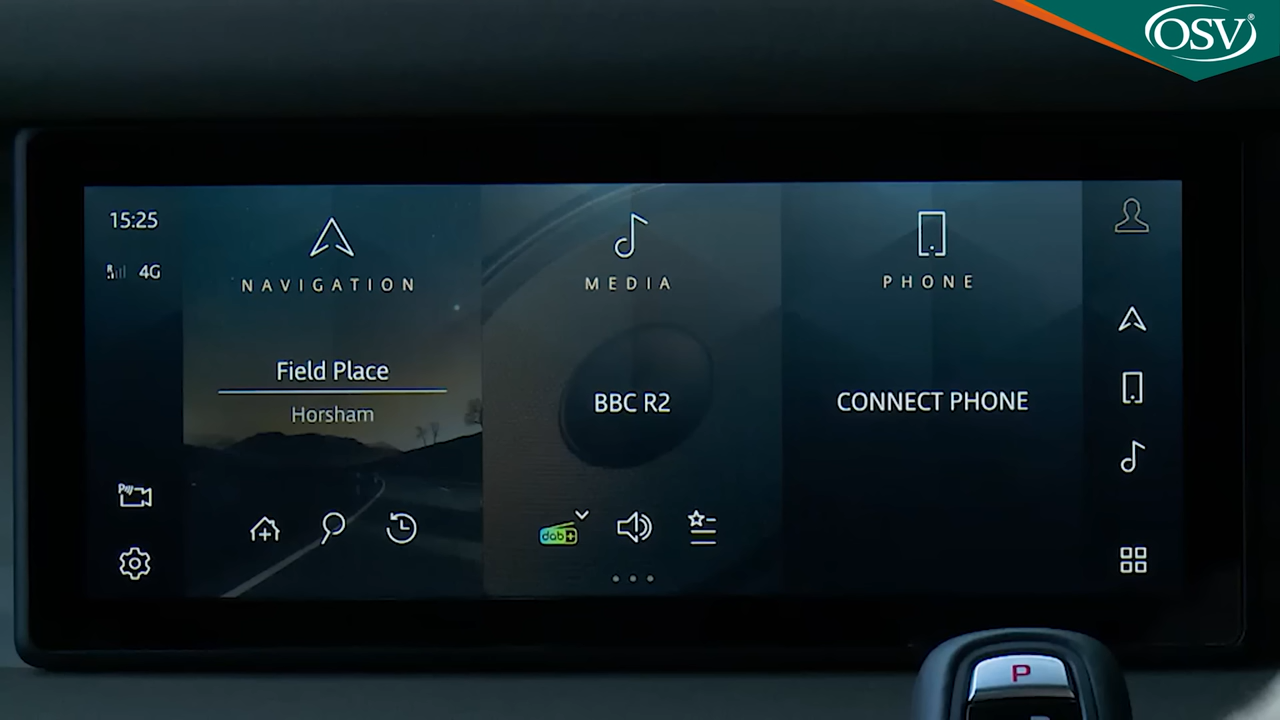 OSV®
15:25
4G
NAVIGATION
Field Place
Horsham
MEDIA
BBC R2
dab+
PHONE
CONNECT PHONE
P